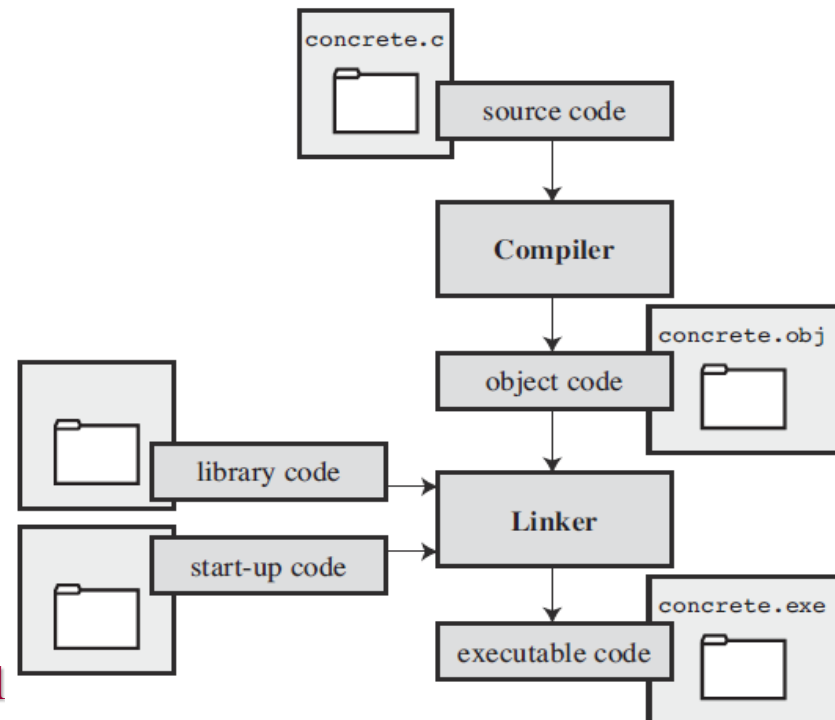 concrete.c
source code
Compiler
concrete.obj
object code
library code
Linker
start-up code
concrete.exe
executable code